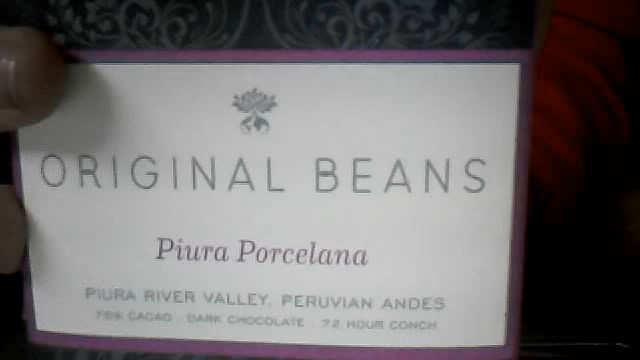 ORIGINAL BEANS
Piura Porcelana
PIURA RIVER VALLEY, PERUVIAN ANDES
75% CACAO . DARK CHOCOLATE . 72 HOUR CONCH